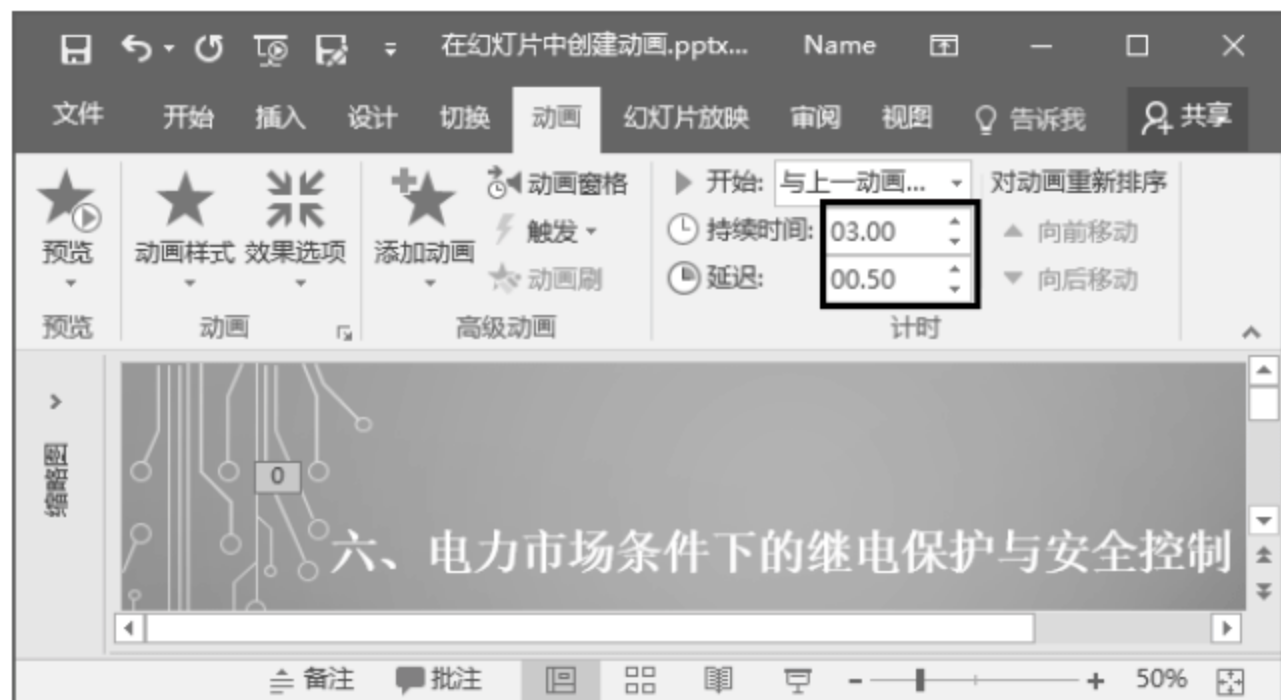 在幻灯片中创建动画.pptx... Name
文件 开始 插入 设计 切换 动画 幻灯片放映 审阅 视图 告诉我 共享
动画窗格 开始: 与上一动画... 对动画重新排序
触发 持续时间: 03.00 向前移动
预览 动画样式 效果选项 添加动画
动画刷 延迟: 00.50 向后移动
预览 动画 高级动画 计时
缩略图
0
六、电力市场条件下的继电保护与安全控制
备注 批注 50%